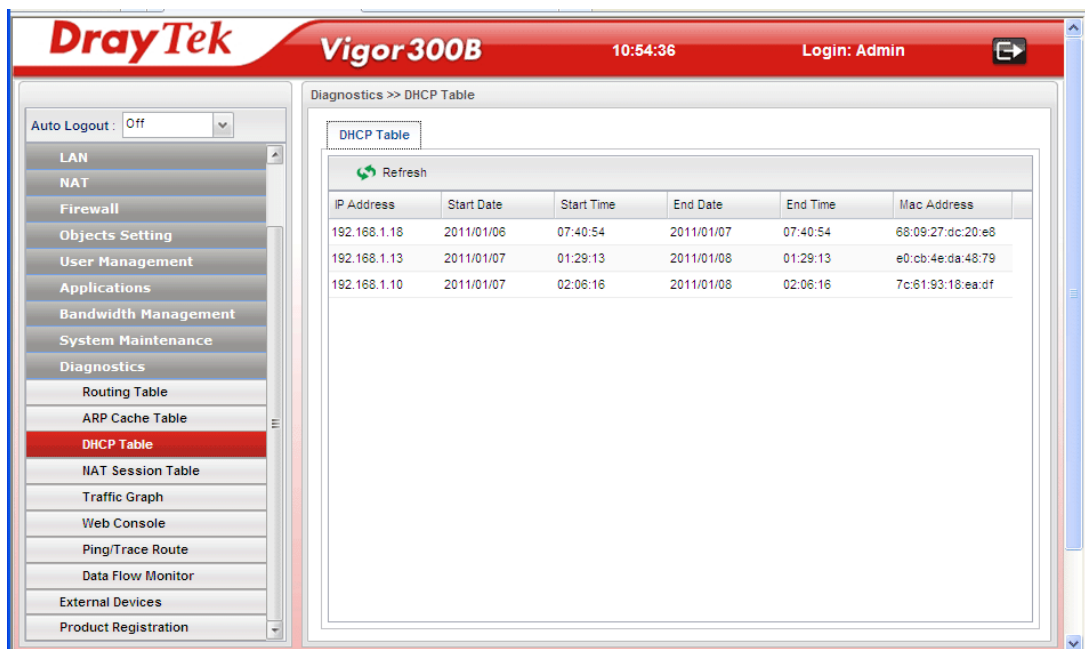 DrayTek
Vigor300B 10:54:36 Login: Admin
Auto Logout : Off
LAN
NAT
Firewall
Objects Setting
User Management
Applications
Bandwidth Management
System Maintenance
Diagnostics
Routing Table
ARP Cache Table
DHCP Table
NAT Session Table
Traffic Graph
Web Console
Ping/Trace Route
Data Flow Monitor
External Devices
Product Registration
Diagnostics >> DHCP Table
DHCP Table
Refresh
IP Address Start Date Start Time End Date End Time Mac Address
192.168.1.18 2011/01/06 07:40:54 2011/01/07 07:40:54 68:09:27:dc:20:e8
192.168.1.13 2011/01/07 01:29:13 2011/01/08 01:29:13 e0:cb:4e:da:48:79
192.168.1.10 2011/01/07 02:06:16 2011/01/08 02:06:16 7c:61:93:18:ea:df